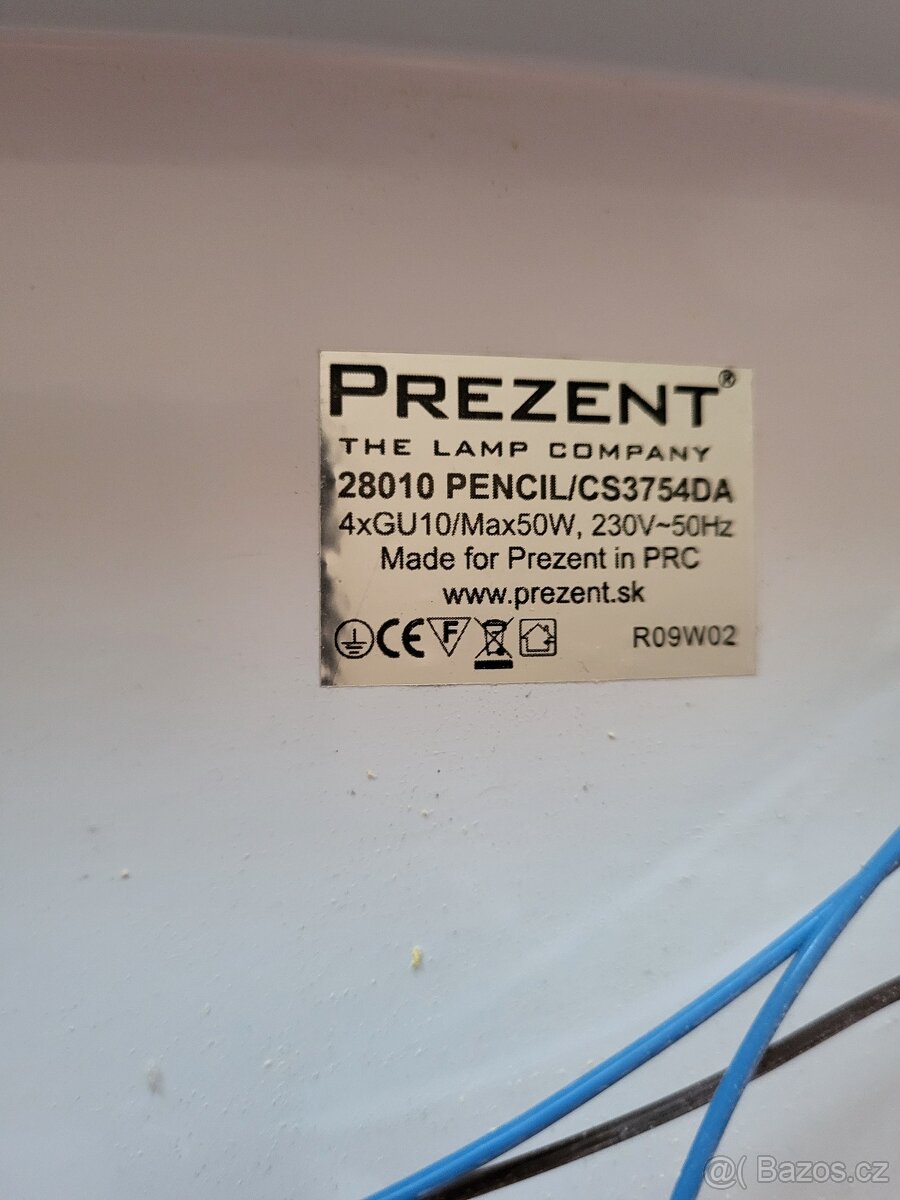 PREZENT®
THE LAMP COMPANY
28010 PENCIL/CS3754DA
4xGU10/Max50W, 230V~50Hz
Made for Prezent in PRC
www.prezent.sk
CE F R09W02
@( Bazos.cz